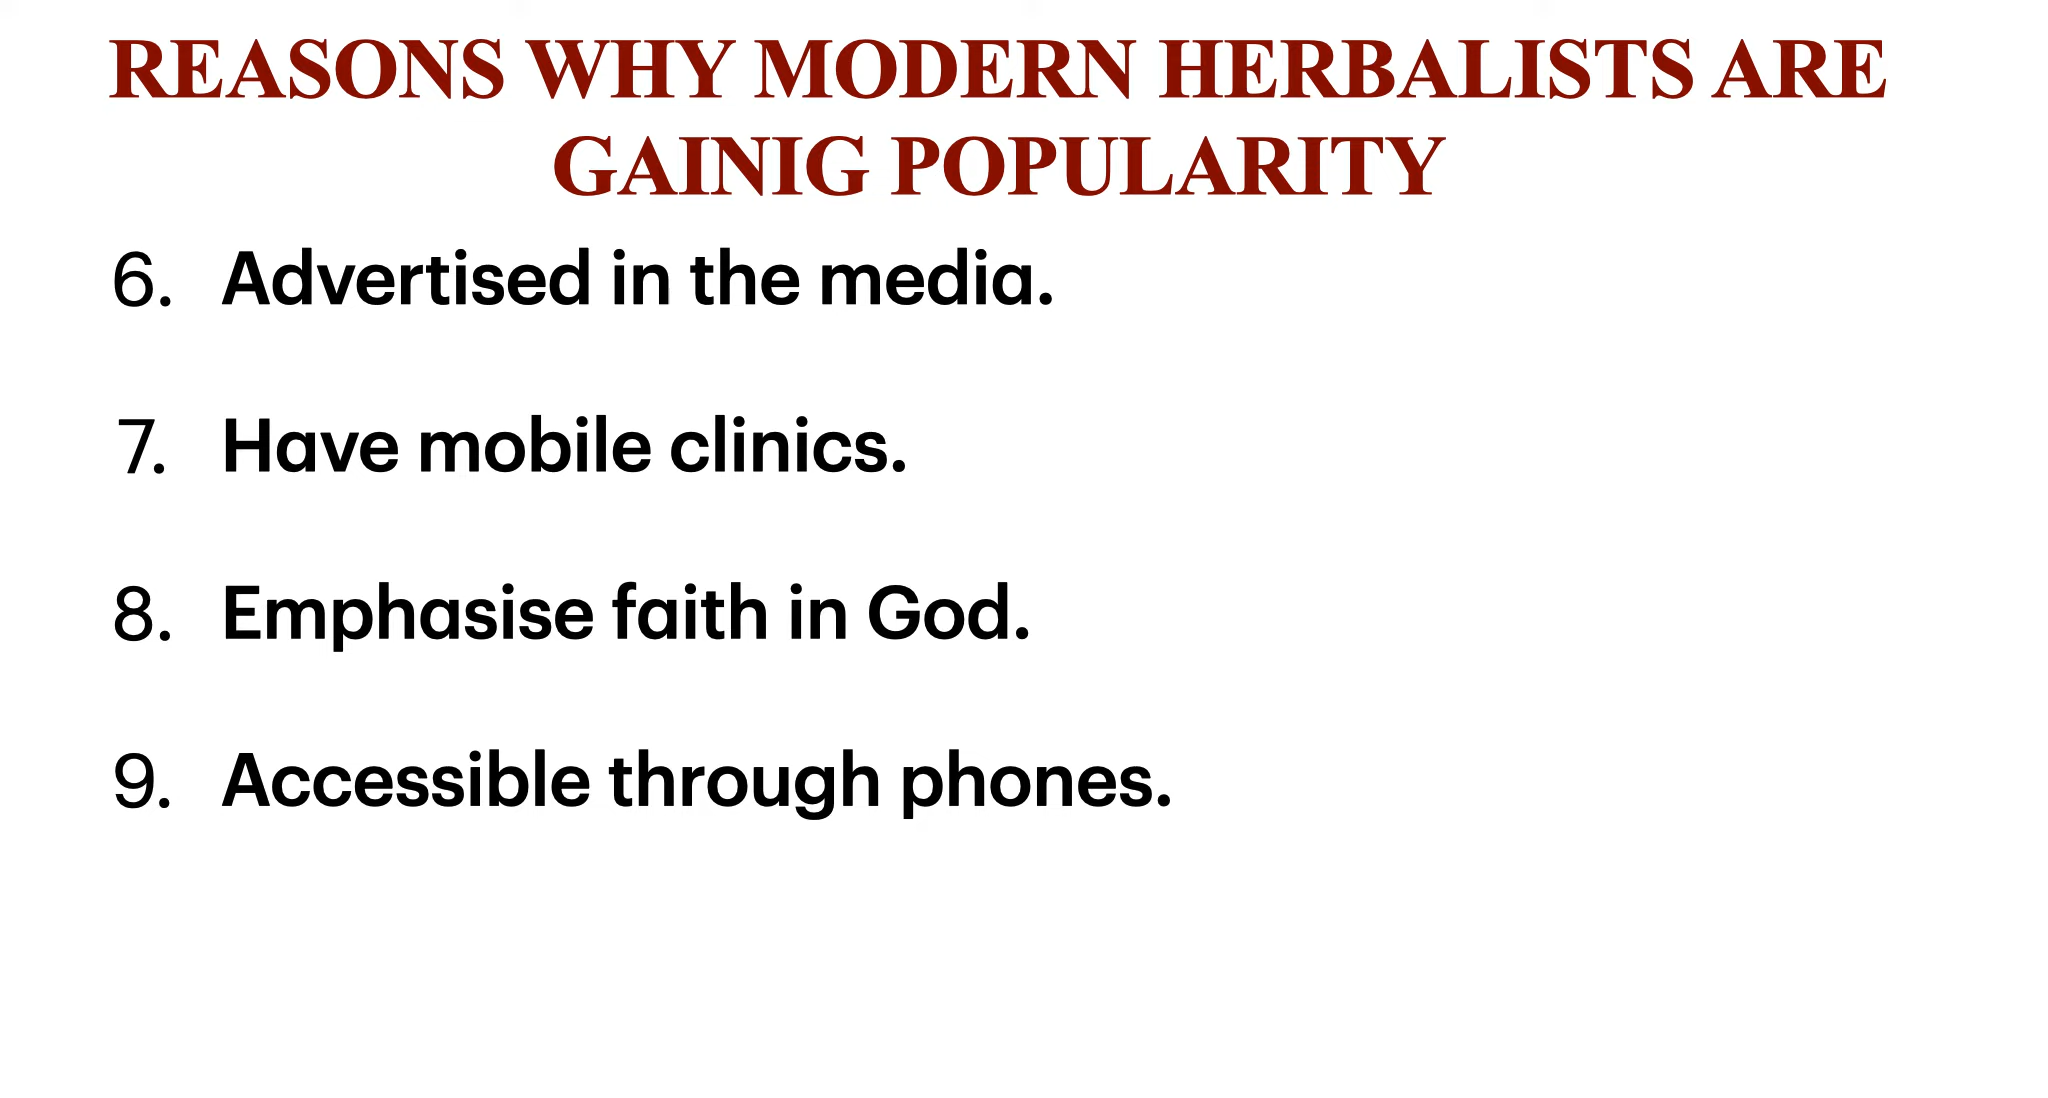 REASONS WHY MODERN HERBALISTS ARE
GAINIG POPULARITY
6. Advertised in the media.
7. Have mobile clinics.
8. Emphasise faith in God.
9. Accessible through phones.